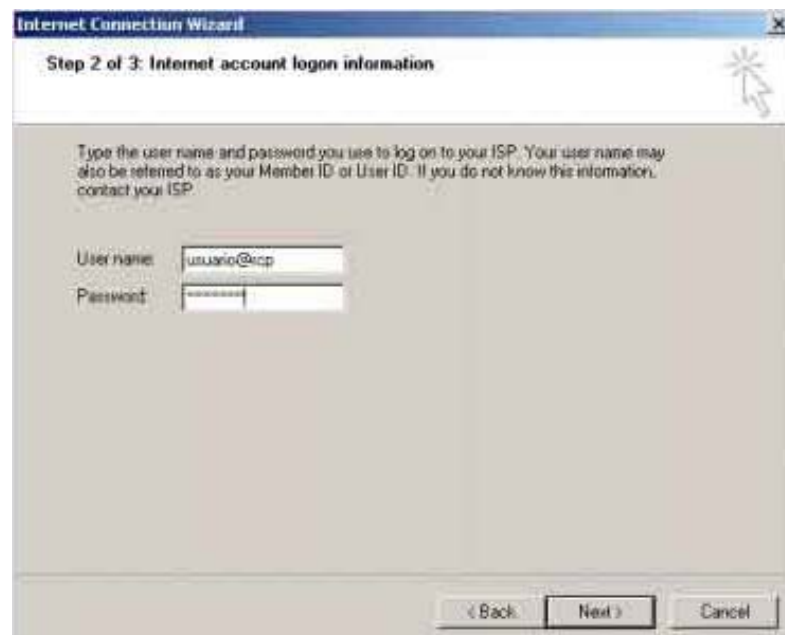 Internet Connection Wizard
Step 2 of 3: Internet account logon information
Type the user name and password you use to log on to your ISP. Your user name may
also be referred to as your Member ID or User ID. If you do not know this information,
contact your ISP.
User name:
usuario@rcp
Password:
********
< Back
Next >
Cancel